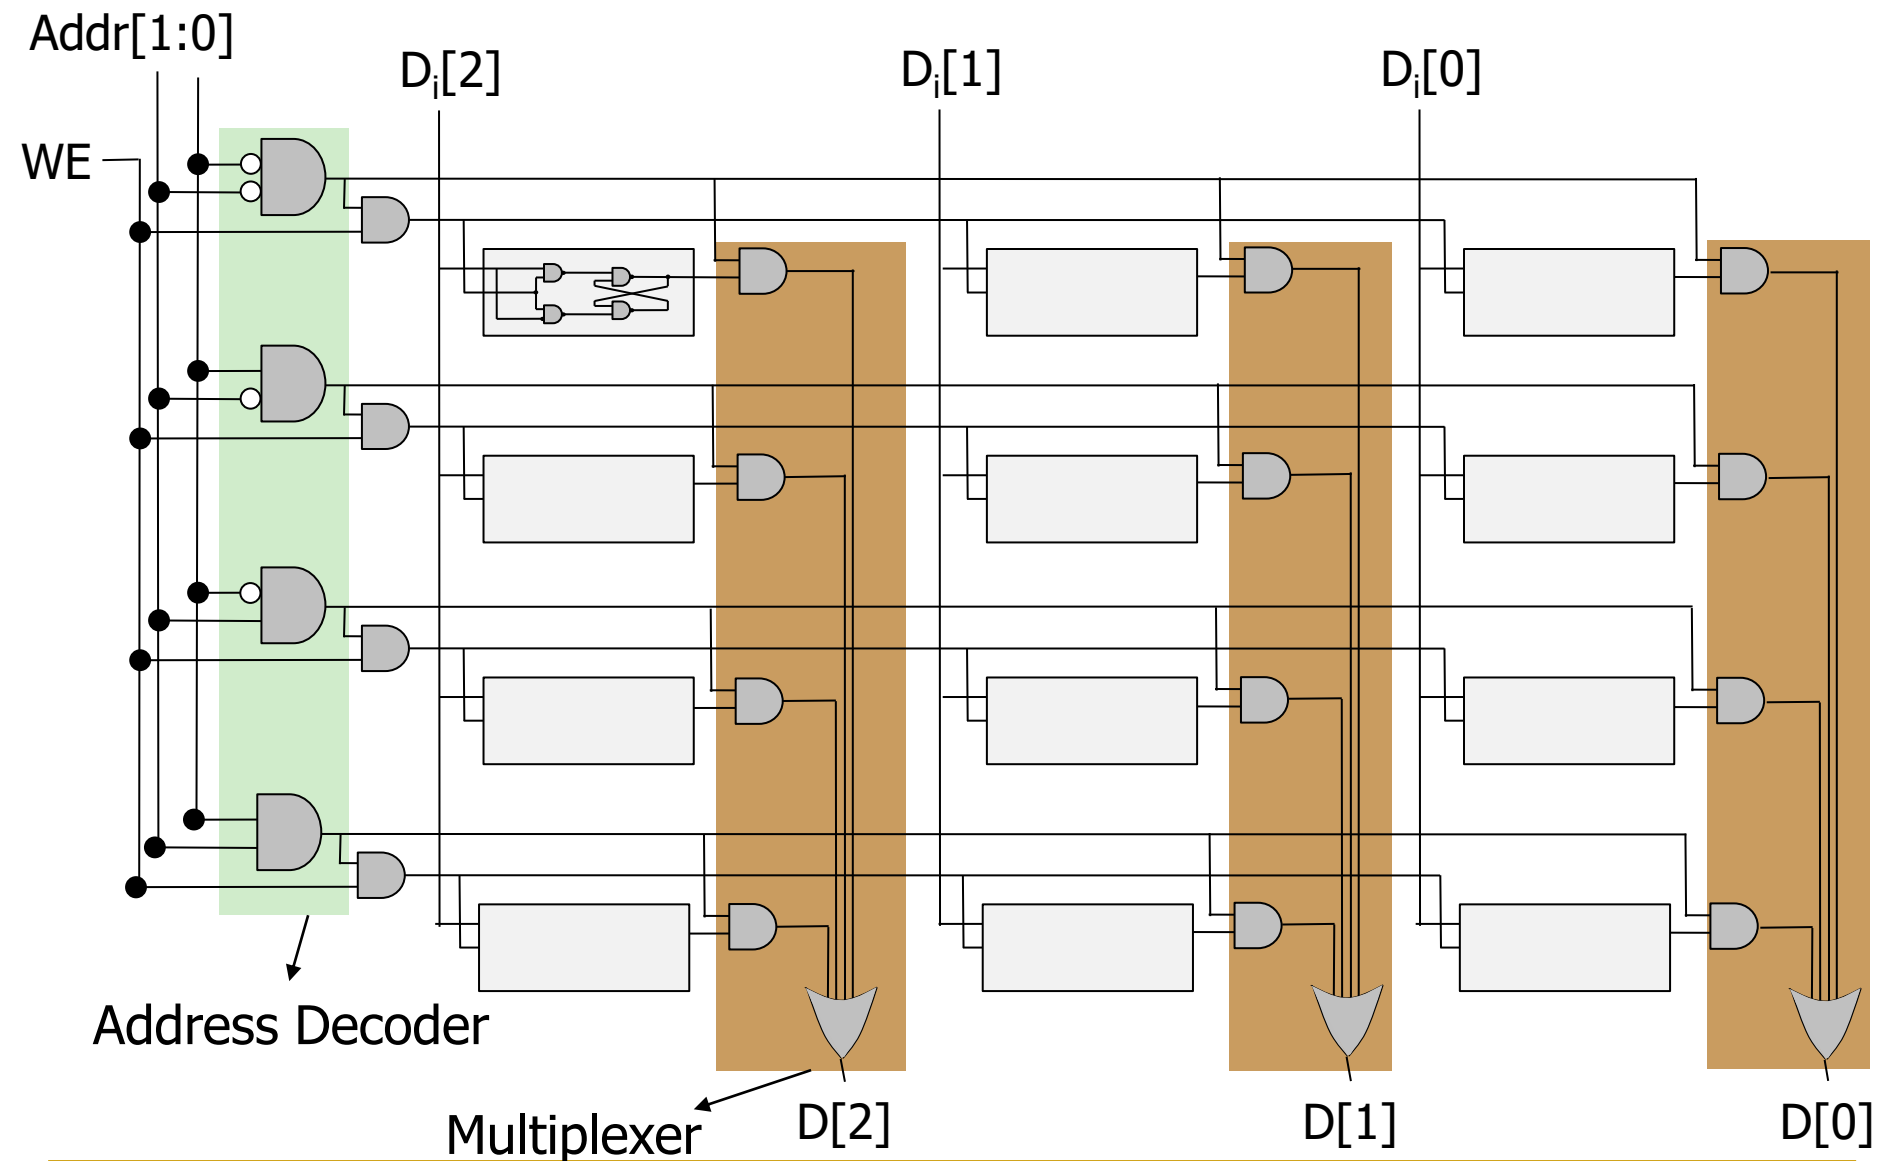 Addr[1:0]
Di[2]
Di[1]
Di[0]
WE
Address Decoder
Multiplexer
D[2]
D[1]
D[0]